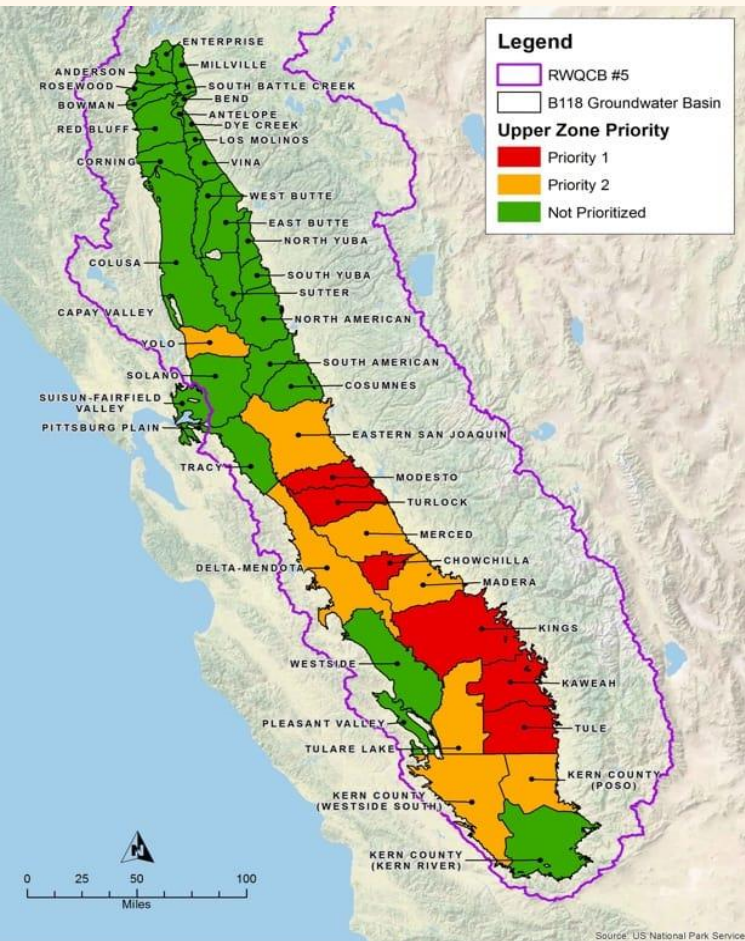 Legend
RWQCB #5
B118 Groundwater Basin
Upper Zone Priority
Priority 1
Priority 2
Not Prioritized
ENTERPRISE
MILLVILLE
ANDERSON
ROSEWOOD
SOUTH BATTLE CREEK
BEND
BOWMAN
ANTELOPE
DYE CREEK
RED BLUFF
LOS MOLINOS
CORNING
VINA
WEST BUTTE
EAST BUTTE
NORTH YUBA
COLUSA
SOUTH YUBA
SUTTER
CAPAY VALLEY
NORTH AMERICAN
YOLO
SOUTH AMERICAN
SOLANO
COSUMNES
SUISUN-FAIRFIELD
VALLEY
PITTSBURG PLAIN
EASTERN SAN JOAQUIN
TRACY
MODESTO
TURLOCK
MERCED
CHOWCHILLA
DELTA-MENDOTA
MADERA
KINGS
WESTSIDE
KAWEAH
PLEASANT VALLEY
TULE
TULARE LAKE
KERN COUNTY
(POSO)
KERN COUNTY
(WESTSIDE SOUTH)
KERN COUNTY
(KERN RIVER)
N
0 25 50 100
Miles
Source: US National Park Service